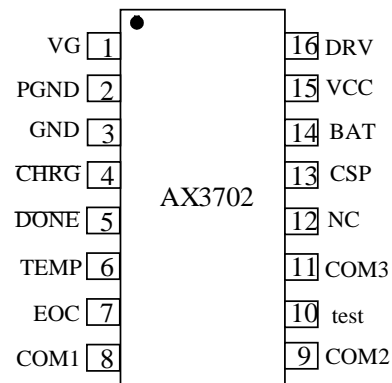 VG 1 16 DRV
PGND 2 15 VCC
GND 3 14 BAT
CHRG 4 13 CSP
AX3702
DONE 5 12 NC
TEMP 6 11 COM3
EOC 7 10 test
COM1 8 9 COM2